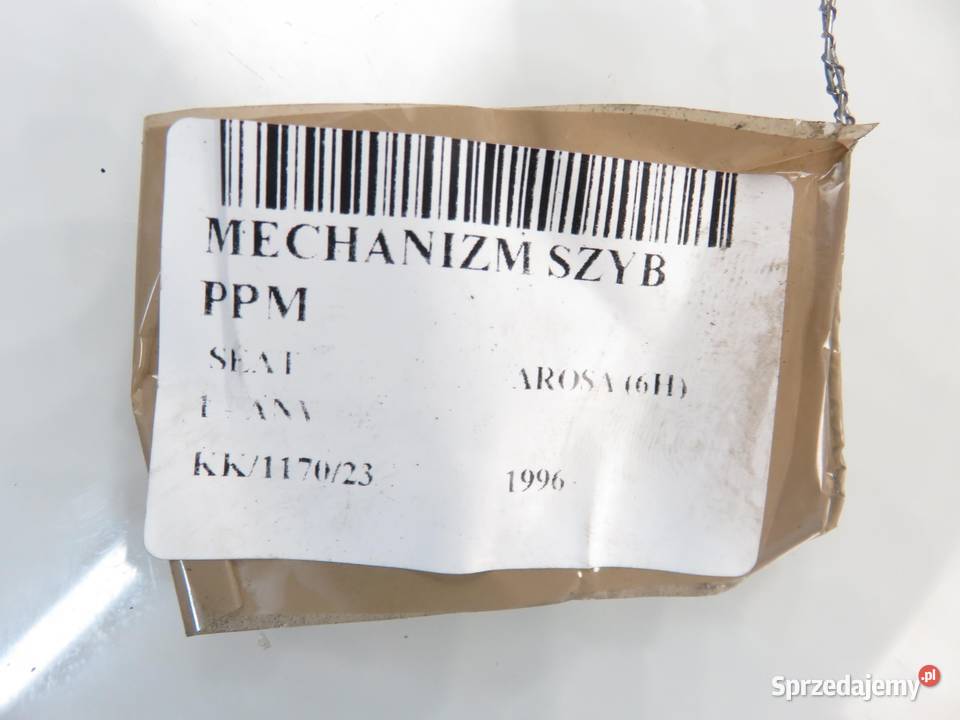 MECHANIZM SZYB
PPM
SEAT
AROSA (6H)
KK/1170/23
1996
Sprzedajemy.pl